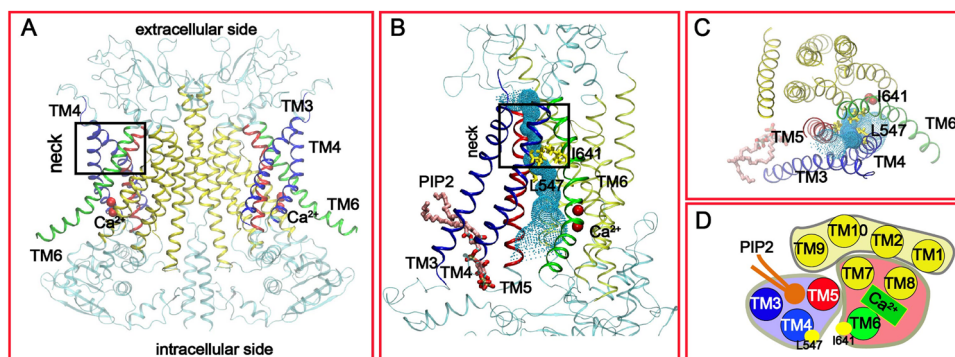 A
extracellular side
TM4
TM3
neck
TM4
Ca²⁺
Ca²⁺
TM6
TM6
intracellular side
B
neck
I641
L547
PIP2
TM6
Ca²⁺
TM3
TM4
TM5
C
I641
TM5
L547
TM6
TM4
TM3
D
TM10
TM2
TM9
TM1
PIP2
TM7
TM8
TM3
TM5
Ca²⁺
TM4
TM6
L547
I641